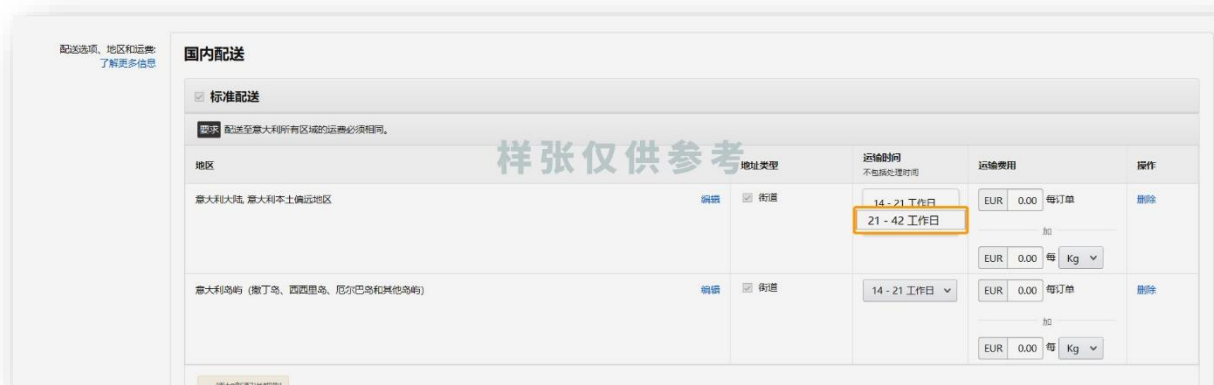 配送选项、地区和运费:
了解更多信息
国内配送
标准配送
要求 配送至意大利所有区域的运费必须相同。
样张仅供参考
地区 地址类型 运输时间 运输费用 操作
不包括处理时间
意大利大陆, 意大利本土偏远地区 编辑 街道 14 - 21 工作日 EUR 0.00 每订单 删除
21 - 42 工作日
加
EUR 0.00 每 Kg
意大利岛屿 (撒丁岛、西西里岛、厄尔巴岛和其他岛屿) 编辑 街道 14 - 21 工作日 EUR 0.00 每订单 删除
加
EUR 0.00 每 Kg